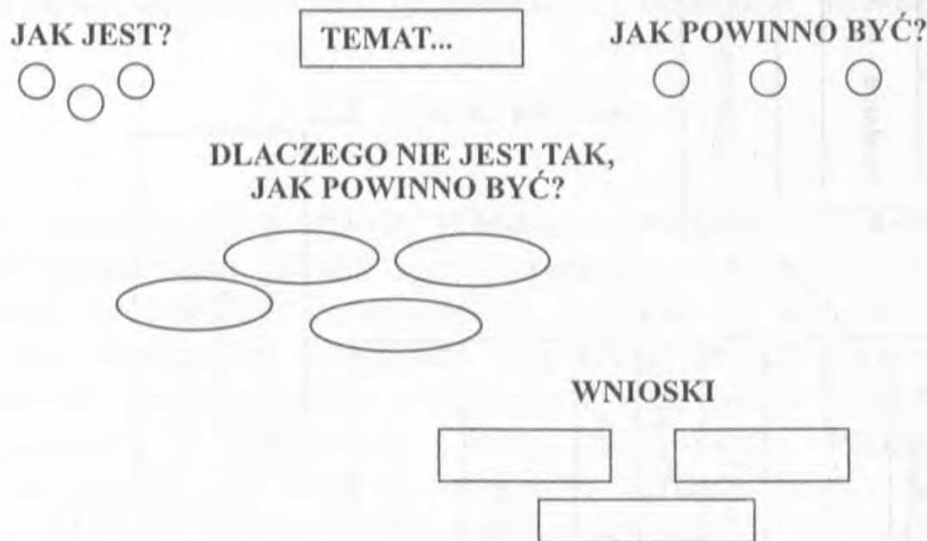 JAK JEST?
TEMAT...
JAK POWINNO BYĆ?
DLACZEGO NIE JEST TAK,
JAK POWINNO BYĆ?
WNIOSKI